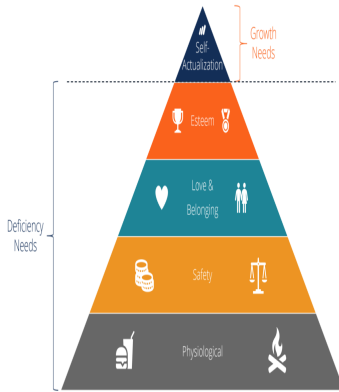 Self-
Actualization
Growth
Needs
Esteem
Love &
Belonging
Deficiency
Needs
Safety
Physiological